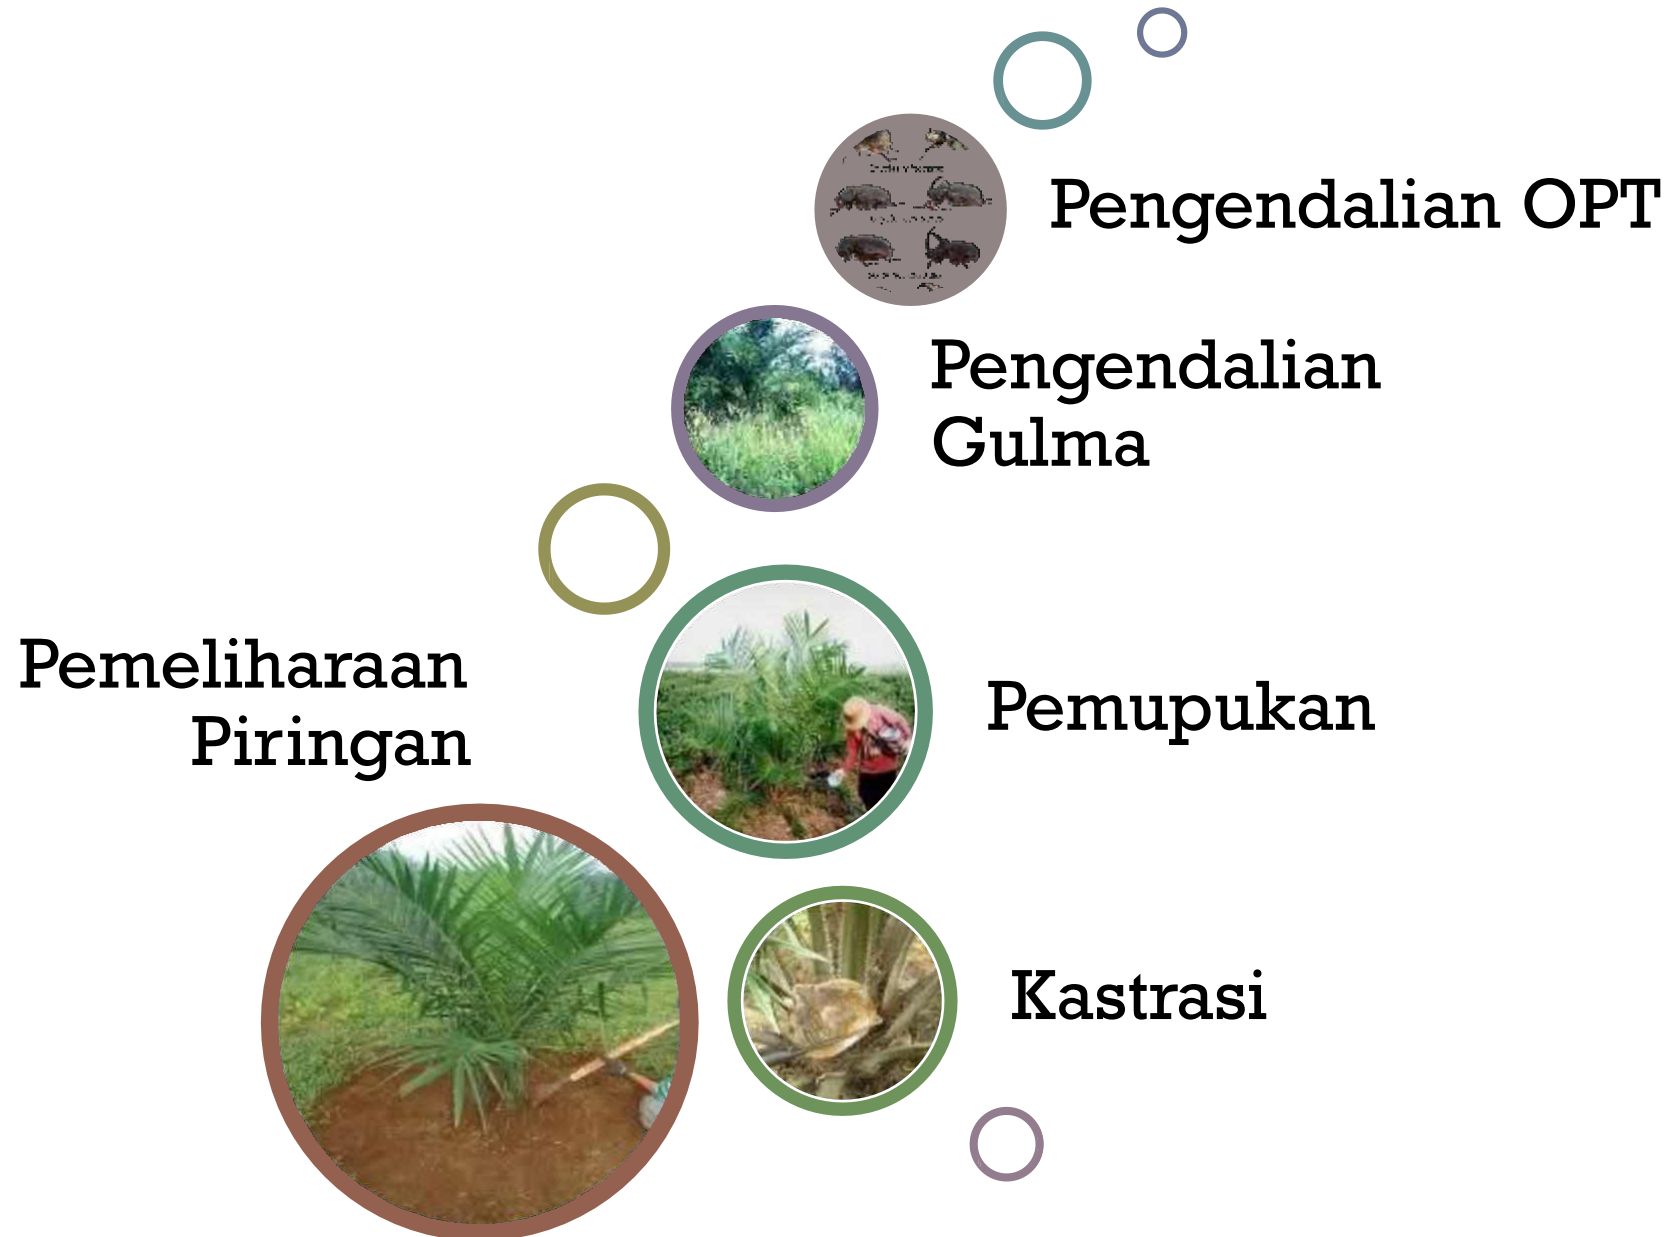 Pengendalian OPT
Pengendalian
Gulma
Pemeliharaan
Piringan
Pemupukan
Kastrasi